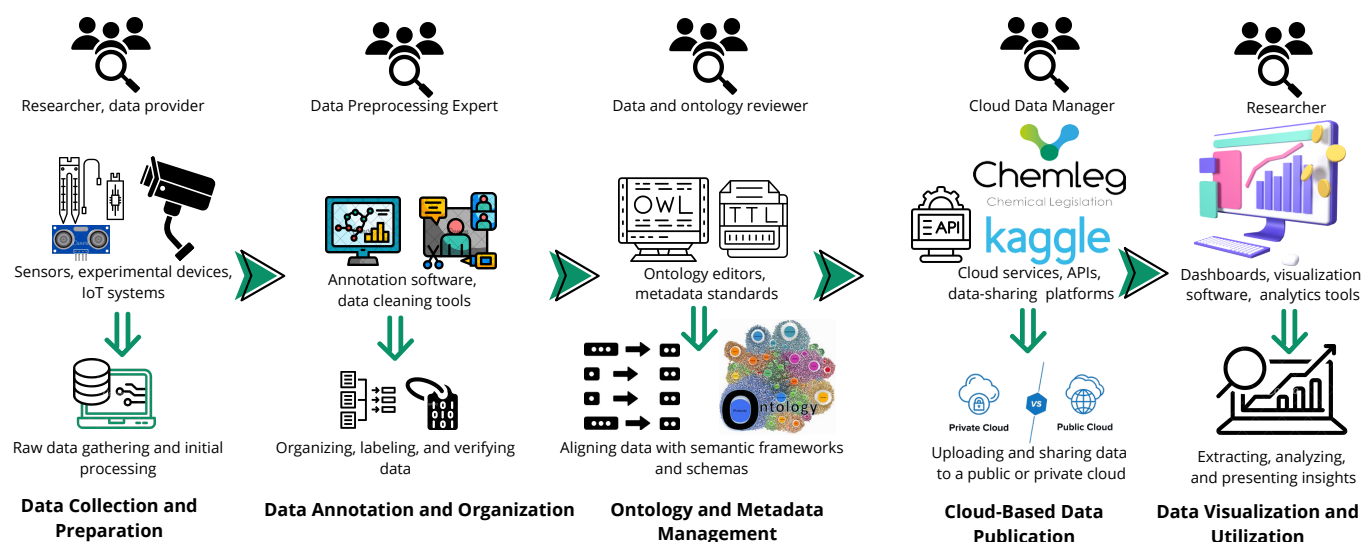 Researcher, data provider
Data Preprocessing Expert
Data and ontology reviewer
Cloud Data Manager
Researcher
OWL
TTL
Chemleg
Chemical Legislation
API
kaggle
Sensors, experimental devices,
IoT systems
Annotation software,
data cleaning tools
Ontology editors,
metadata standards
Cloud services, APIs,
data-sharing platforms
Dashboards, visualization
software, analytics tools
Ontology
Private Cloud
VS
Public Cloud
Raw data gathering and initial
processing
Organizing, labeling, and verifying
data
Aligning data with semantic frameworks
and schemas
Uploading and sharing data
to a public or private cloud
Extracting, analyzing,
and presenting insights
Data Collection and
Preparation
Data Annotation and Organization
Ontology and Metadata
Management
Cloud-Based Data
Publication
Data Visualization and
Utilization